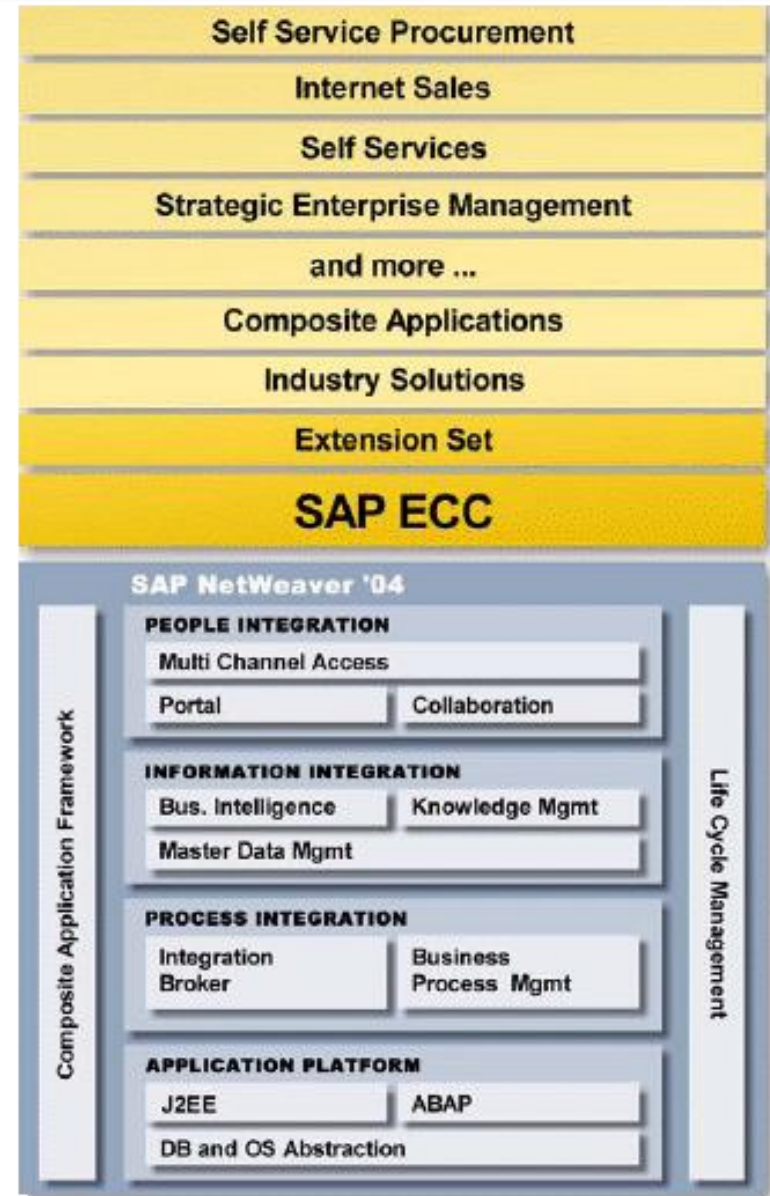 Self Service Procurement
Internet Sales
Self Services
Strategic Enterprise Management
and more ...
Composite Applications
Industry Solutions
Extension Set
SAP ECC
SAP NetWeaver '04
Composite Application Framework
PEOPLE INTEGRATION
Multi Channel Access
Portal
Collaboration
INFORMATION INTEGRATION
Bus. Intelligence
Knowledge Mgmt
Master Data Mgmt
PROCESS INTEGRATION
Integration
Broker
Business
Process Mgmt
APPLICATION PLATFORM
J2EE
ABAP
DB and OS Abstraction
Life Cycle Management